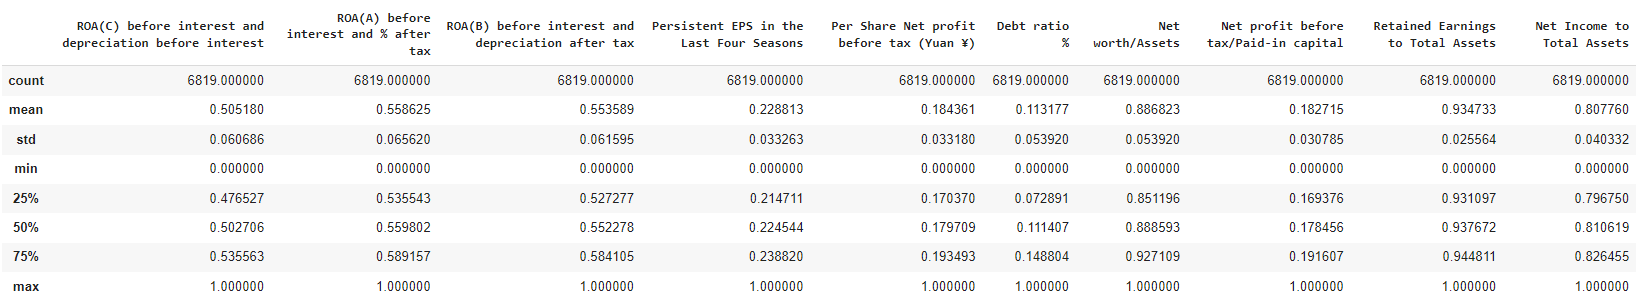 ROA(C) before interest and depreciation before interest ROA(A) before interest and % after tax ROA(B) before interest and depreciation after tax Persistent EPS in the Last Four Seasons Per Share Net profit before tax (Yuan ¥) Debt ratio % Net worth/Assets Net profit before tax/Paid-in capital Retained Earnings to Total Assets Net Income to Total Assets
count 6819.000000 6819.000000 6819.000000 6819.000000 6819.000000 6819.000000 6819.000000 6819.000000 6819.000000 6819.000000
mean 0.505180 0.558625 0.553589 0.228813 0.184361 0.113177 0.886823 0.182715 0.934733 0.807760
std 0.060686 0.065620 0.061595 0.033263 0.033180 0.053920 0.053920 0.030785 0.025564 0.040332
min 0.000000 0.000000 0.000000 0.000000 0.000000 0.000000 0.000000 0.000000 0.000000 0.000000
25% 0.476527 0.535543 0.527277 0.214711 0.170370 0.072891 0.851196 0.169376 0.931097 0.796750
50% 0.502706 0.559802 0.552278 0.224544 0.179709 0.111407 0.888593 0.178456 0.937672 0.810619
75% 0.535563 0.589157 0.584105 0.238820 0.193493 0.148804 0.927109 0.191607 0.944811 0.826455
max 1.000000 1.000000 1.000000 1.000000 1.000000 1.000000 1.000000 1.000000 1.000000 1.000000